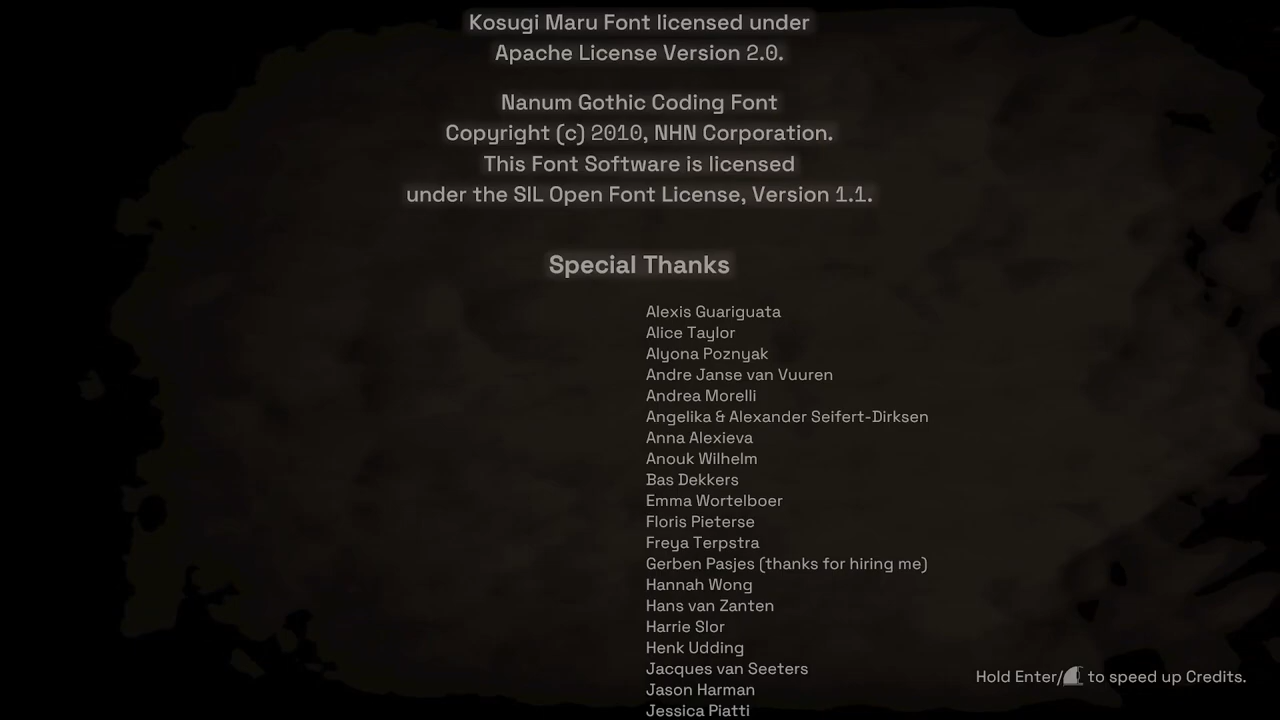 Kosugi Maru Font licensed under
Apache License Version 2.0.
Nanum Gothic Coding Font
Copyright (c) 2010, NHN Corporation.
This Font Software is licensed
under the SIL Open Font License, Version 1.1.
Special Thanks
Alexis Guariguata
Alice Taylor
Alyona Poznyak
Andre Janse van Vuuren
Andrea Morelli
Angelika & Alexander Seifert-Dirksen
Anna Alexieva
Anouk Wilhelm
Bas Dekkers
Emma Wortelboer
Floris Pieterse
Freya Terpstra
Gerben Pasjes (thanks for hiring me)
Hannah Wong
Hans van Zanten
Harrie Slor
Henk Udding
Jacques van Seeters
Jason Harman
Jessica Piatti
Hold Enter/ to speed up Credits.